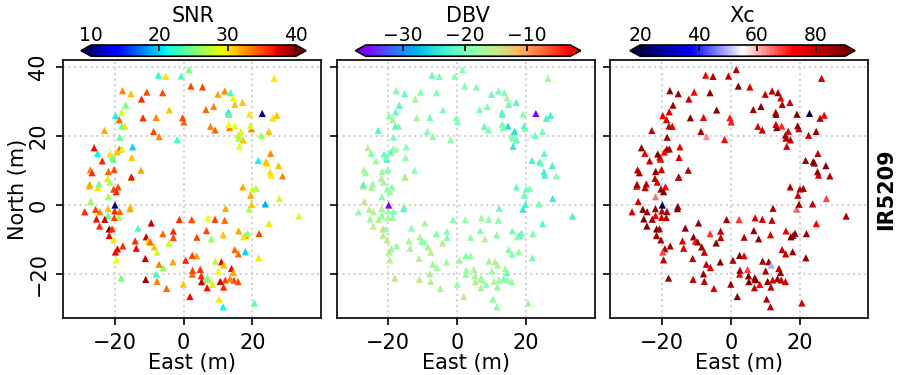 SNR DBV Xc
10 20 30 40 −30 −20 −10 20 40 60 80
40
20
0
−20
North (m)
IR5209
−20 0 20 −20 0 20 −20 0 20
East (m) East (m) East (m)